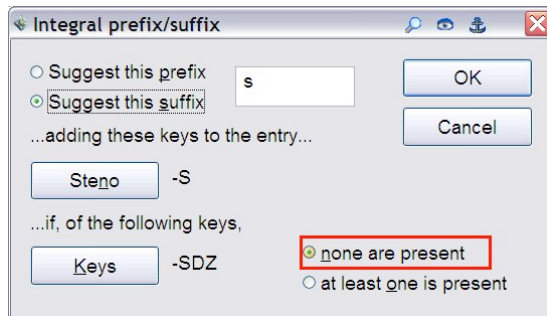 Integral prefix/suffix
Suggest this prefix
s
OK
Suggest this suffix
...adding these keys to the entry...
Cancel
Steno
-S
...if, of the following keys,
none are present
Keys
-SDZ
at least one is present